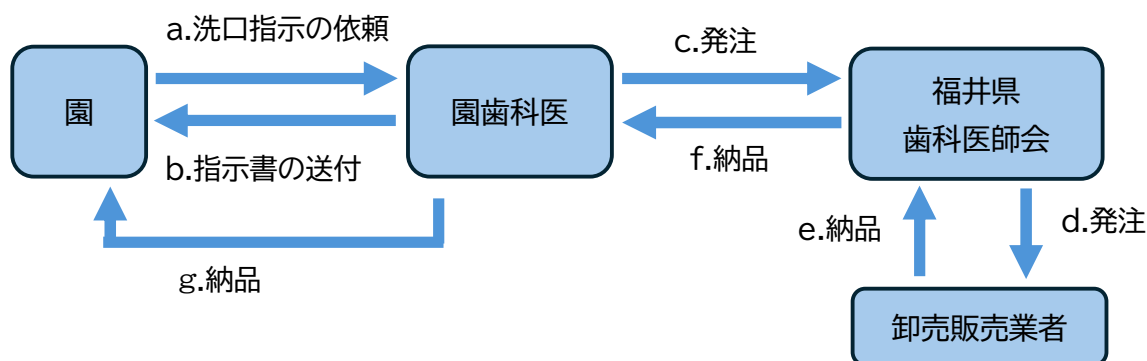 a.洗口指示の依頼
c.発注
園
園歯科医
福井県
歯科医師会
b.指示書の送付
f.納品
e.納品
d.発注
g.納品
卸売販売業者